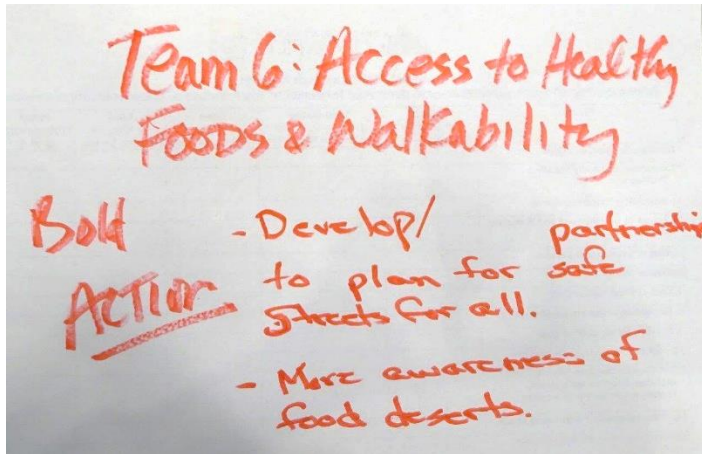 Team 6: Access to Healthy
Foods & Walkability
Bold
Action
- Develop/ partnership
to plan for safe
streets for all.
- More awareness of
food deserts.